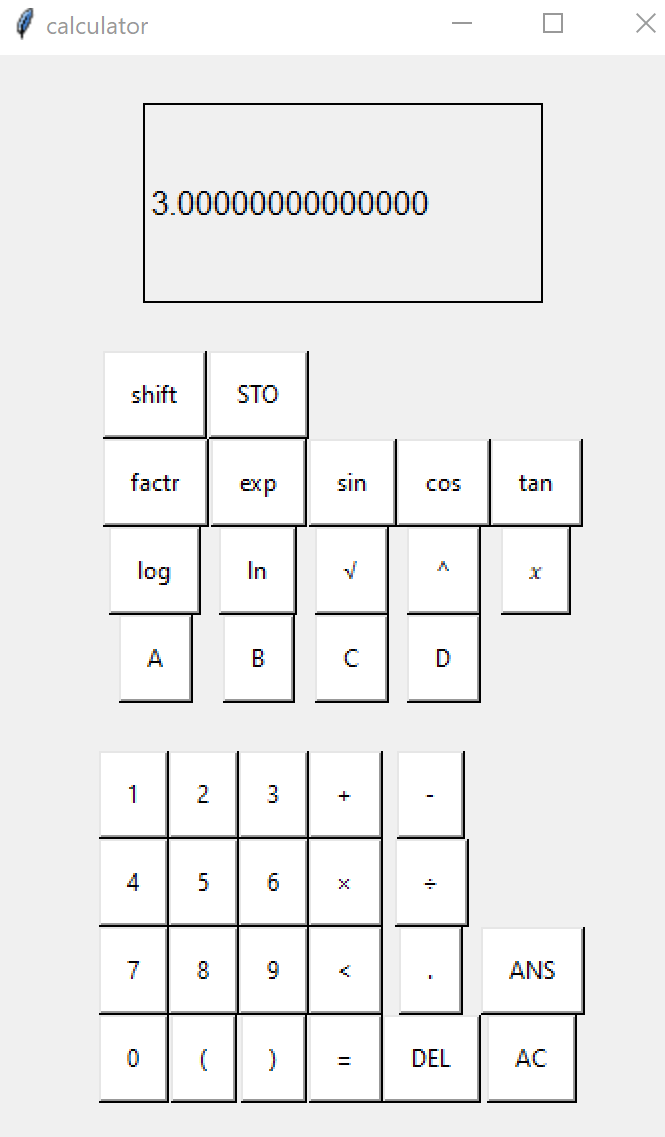 calculator
3.00000000000000
shift STO
factr exp sin cos tan
log ln √ ^ x
A B C D
1 2 3 + -
4 5 6 × ÷
7 8 9 < . ANS
0 ( ) = DEL AC